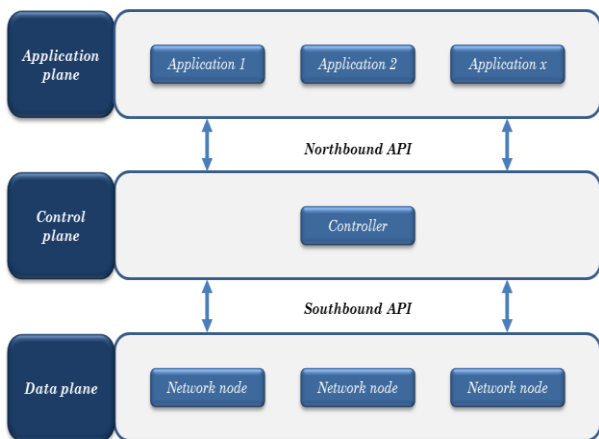 Application
plane
Application 1
Application 2
Application x
Northbound API
Control
plane
Controller
Southbound API
Data plane
Network node
Network node
Network node